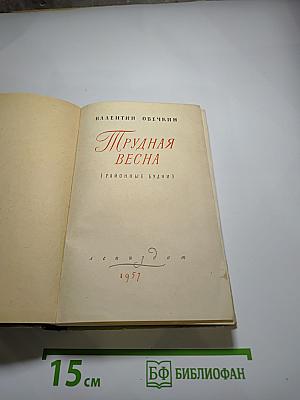 ВАЛЕНТИН ОВЕЧКИН
ТРУДНАЯ
ВЕСНА
(РАЙОННЫЕ БУДНИ)
лениздат
1957
15 см
БФ БИБЛИОФАН